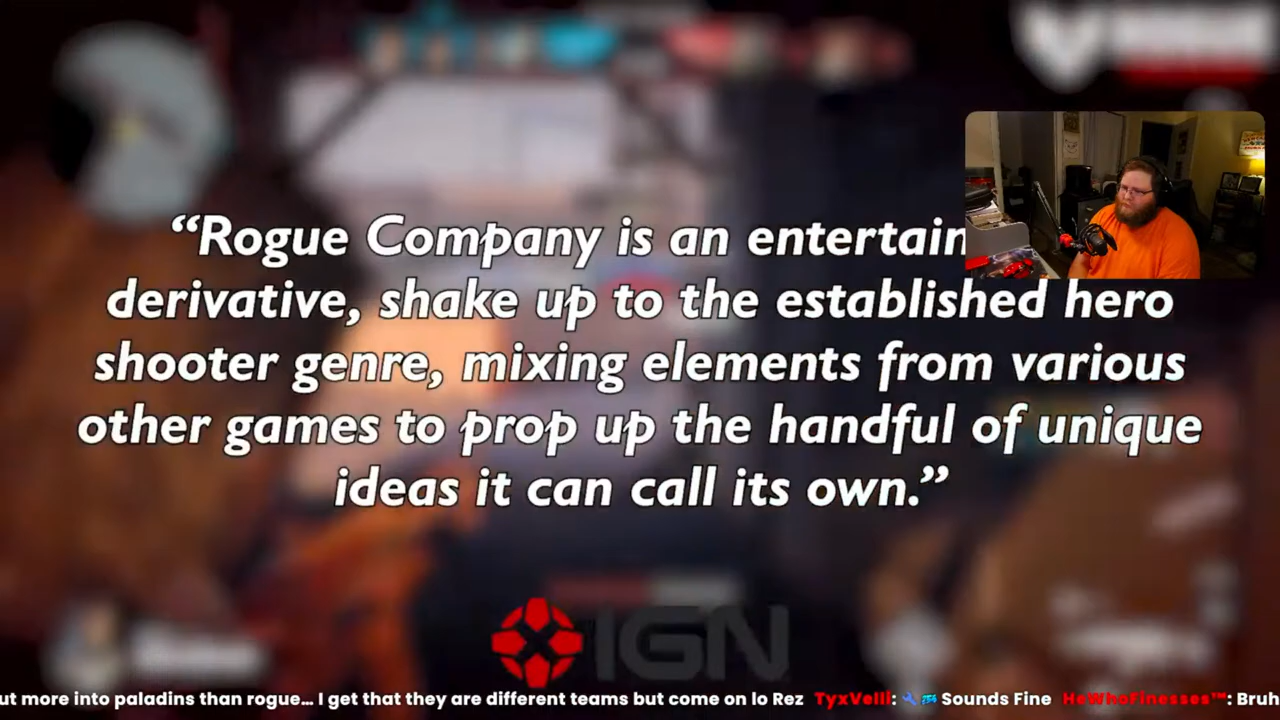 “Rogue Company is an entertain
derivative, shake up to the established hero
shooter genre, mixing elements from various
other games to prop up the handful of unique
ideas it can call its own.”
IGN
ut more into paladins than rogue... I get that they are different teams but come on lo Rez TyxVelli: Sounds Fine HeWhoFinesses™: Bruh